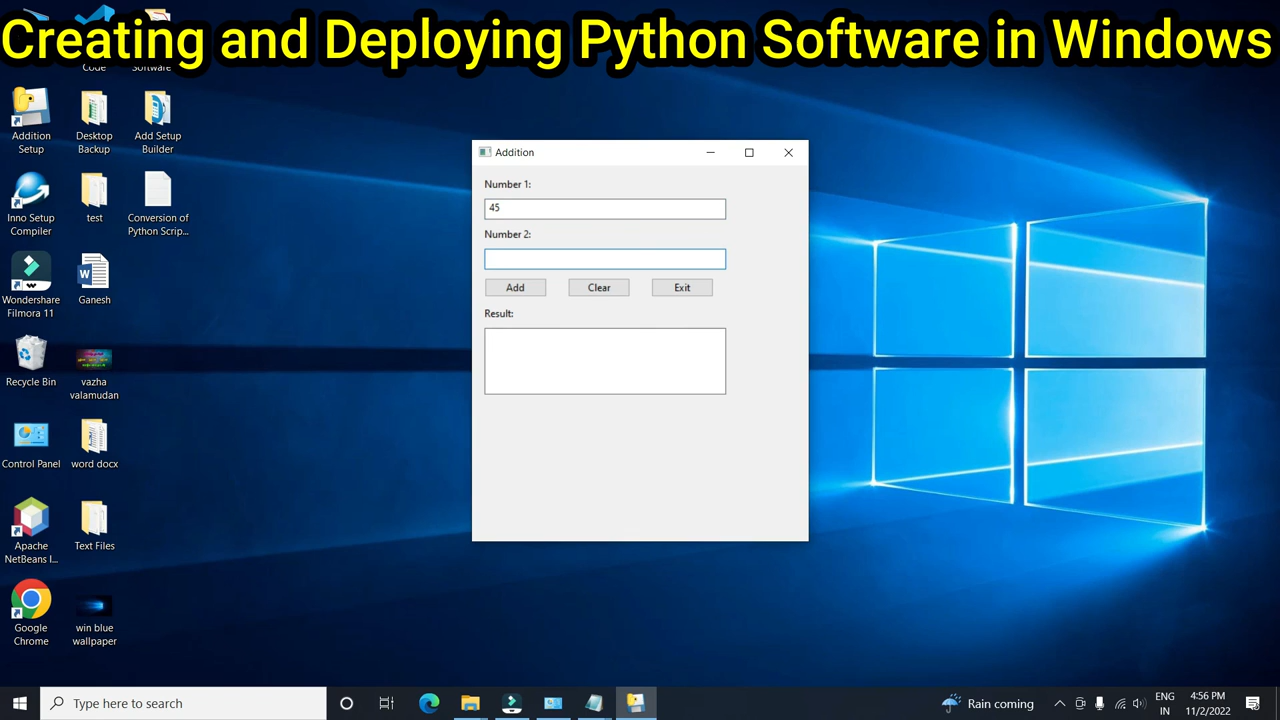 Creating and Deploying Python Software in Windows
Code
Software
Addition
Setup
Desktop
Backup
Add Setup
Builder
Inno Setup
Compiler
test
Conversion of
Python Scrip...
Wondershare
Filmora 11
Ganesh
Recycle Bin
vazha
valamudan
Control Panel
word docx
Apache
NetBeans I...
Text Files
Google
Chrome
win blue
wallpaper
Addition
Number 1:
45
Number 2:
Add
Clear
Exit
Result:
Type here to search
Rain coming
ENG
IN
4:56 PM
11/2/2022